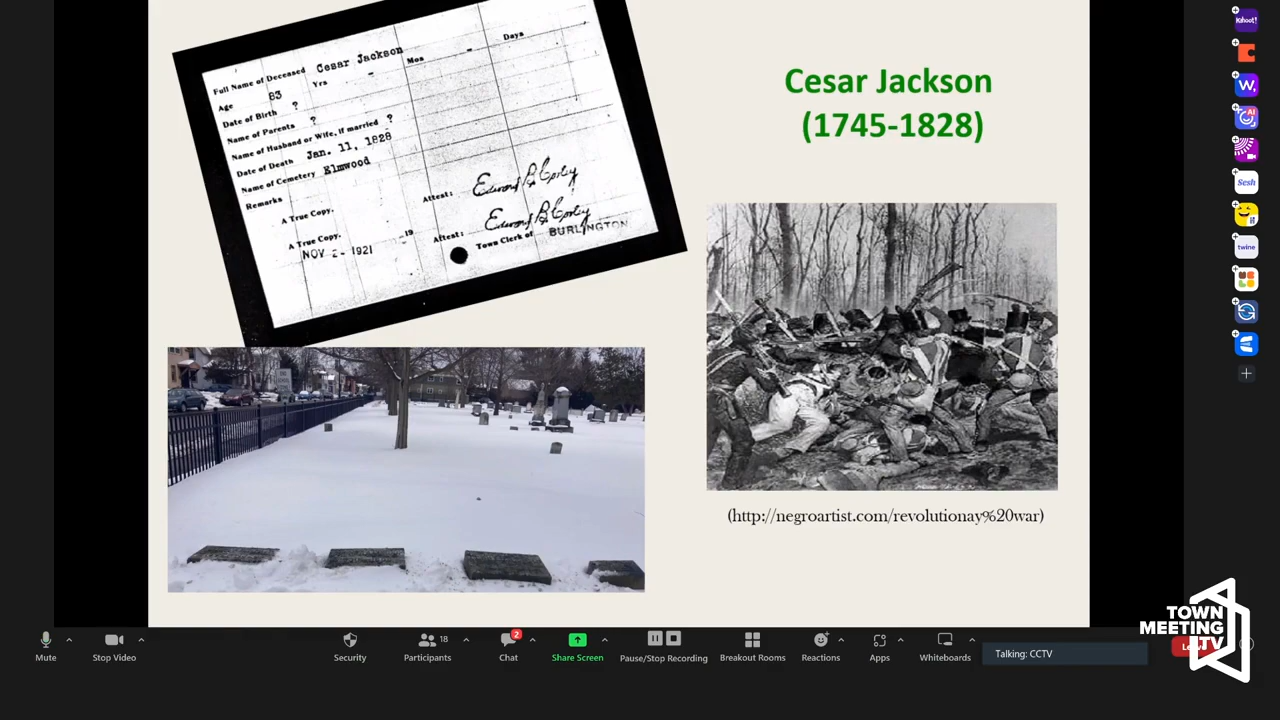 Full Name of Deceased Cesar Jackson
Age 83 Yrs - Mos - Days
Date of Birth ?
Name of Parents ?
Name of Husband or Wife, if married ?
Date of Death Jan. 11, 1828
Name of Cemetery Elmwood
Remarks
A True Copy.
Attest:
A True Copy.
NOV 2 - 1921
19
Attest:
Town Clerk of BURLINGTON
Cesar Jackson
(1745-1828)
(http://negroartist.com/revolutionay%20war)
Kahoot!
W,
AI
Sesh
twine
TOWN
MEETING
TV
Mute
Stop Video
Security
18
Participants
2
Chat
Share Screen
Pause/Stop Recording
Breakout Rooms
Reactions
Apps
Whiteboards
Talking: CCTV